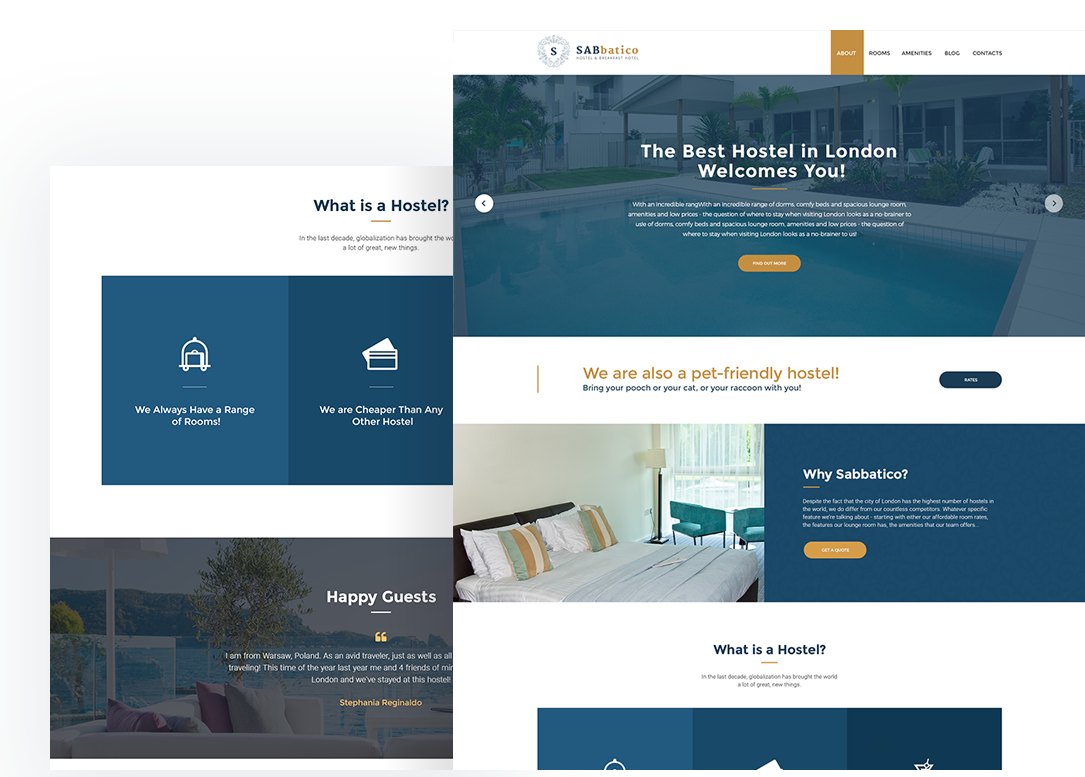 S
SABbatico
HOSTEL & BREAKFAST HOTEL
ABOUT
ROOMS
AMENITIES
BLOG
CONTACTS
The Best Hostel in London
Welcomes You!
With an incredible rangWith an incredible range of dorms, comfy beds and spacious lounge room,
amenities and low prices - the question of where to stay when visiting London looks as a no-brainer to
us!e of dorms, comfy beds and spacious lounge room, amenities and low prices - the question of
where to stay when visiting London looks as a no-brainer to us!
FIND OUT MORE
We are also a pet-friendly hostel!
Bring your pooch or your cat, or your raccoon with you!
RATES
Why Sabbatico?
Despite the fact that the city of London has the highest number of hostels in
the world, we do differ from our countless competitors. Whatever specific
feature we're talking about - starting with either our affordable room rates,
the features our lounge room has, the amenities that our team offers...
GET A QUOTE
What is a Hostel?
In the last decade, globalization has brought the world
a lot of great, new things.
What is a Hostel?
In the last decade, globalization has brought the
a lot of great, new things.
We Always Have a Range
of Rooms!
We are Cheaper Than Any
Other Hostel
Happy Guests
I am from Warsaw, Poland. As an avid traveler, just as well as all
traveling! This time of the year last year me and 4 friends of
London and we've stayed at this hostel!
Stephania Reginaldo